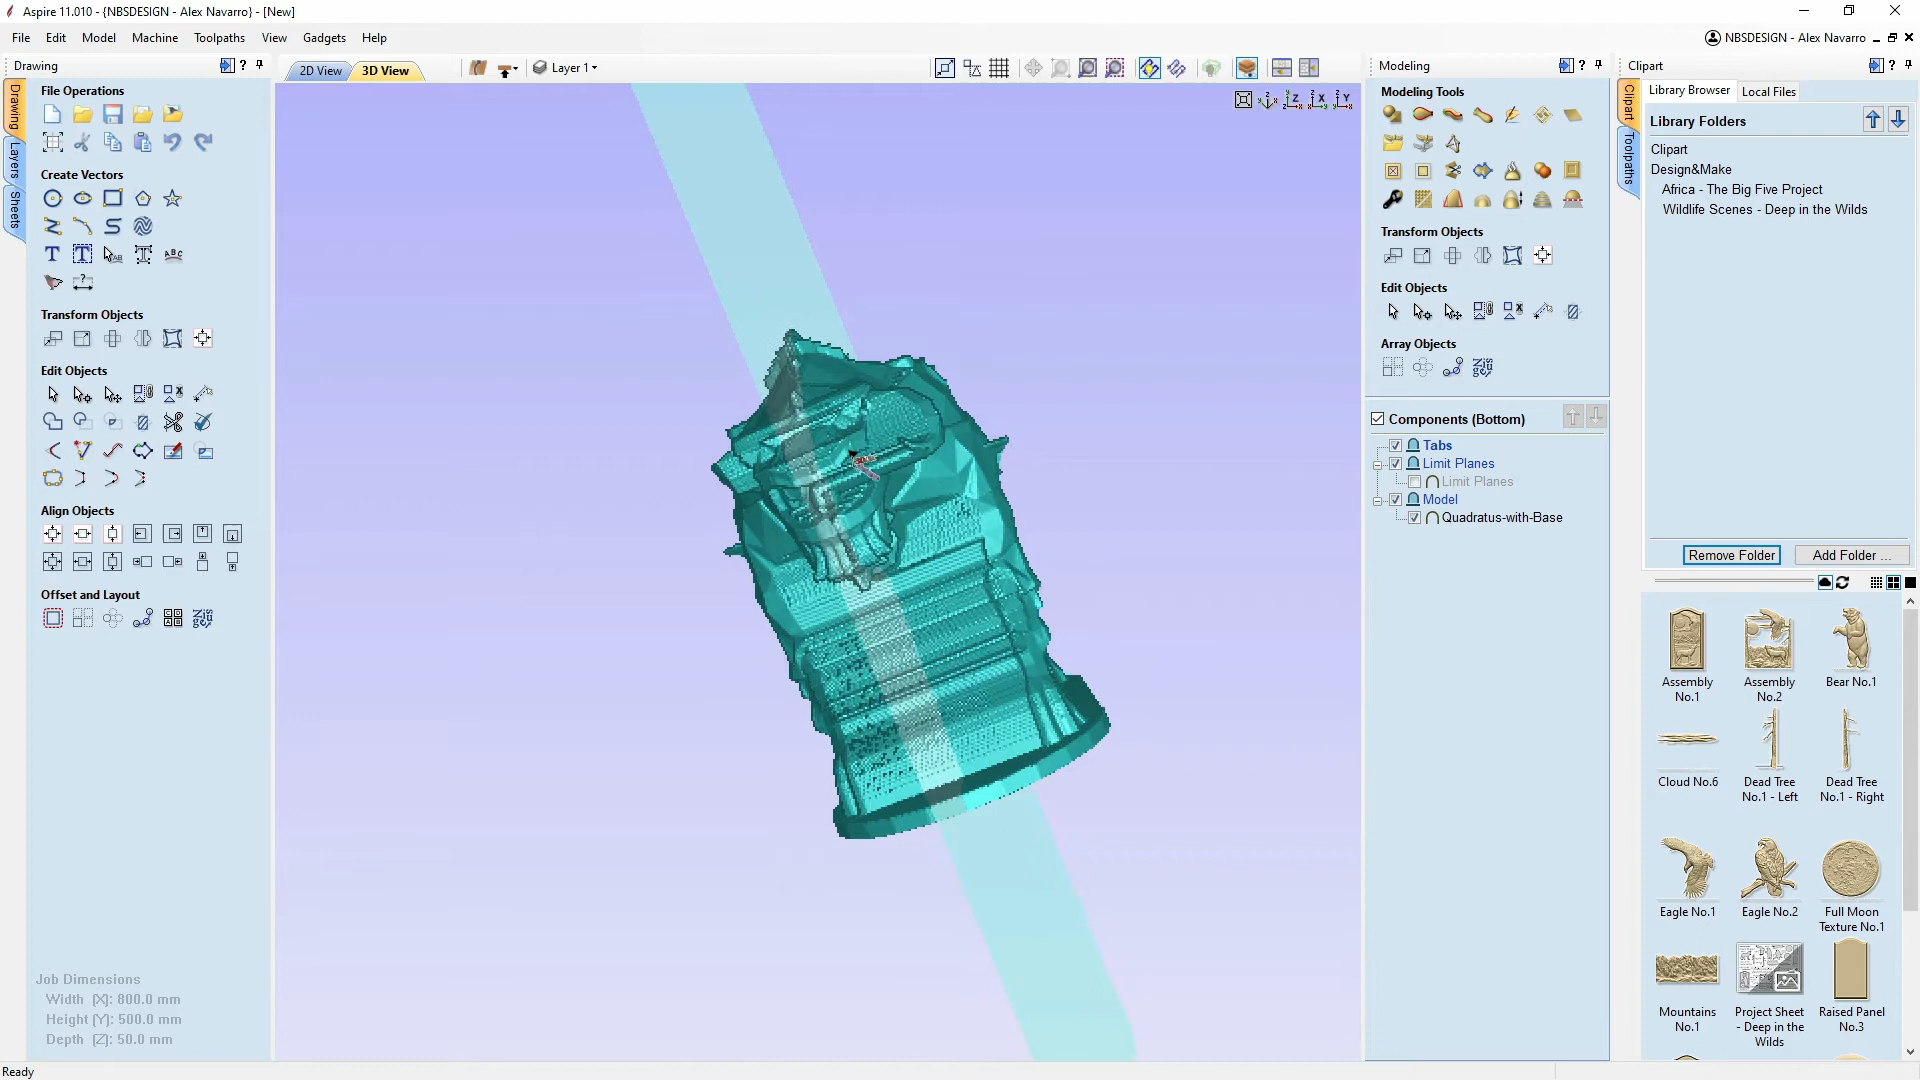 Aspire 11.010 - {NBSDESIGN - Alex Navarro} - [New]
File Edit Model Machine Toolpaths View Gadgets Help
NBSDESIGN - Alex Navarro
Drawing
2D View
3D View
Layer 1
Modeling
Clipart
Drawing
Layers
Sheets
File Operations
Create Vectors
Transform Objects
Edit Objects
Align Objects
Offset and Layout
Job Dimensions
Width (X): 800.0 mm
Height (Y): 500.0 mm
Depth (Z): 50.0 mm
Modeling Tools
Transform Objects
Edit Objects
Array Objects
Components (Bottom)
Tabs
Limit Planes
Limit Planes
Model
Quadratus-with-Base
Clipart
Toolpaths
Library Browser
Local Files
Library Folders
Clipart
Design&Make
Africa - The Big Five Project
Wildlife Scenes - Deep in the Wilds
Remove Folder
Add Folder ...
Assembly No.1
Assembly No.2
Bear No.1
Cloud No.6
Dead Tree No.1 - Left
Dead Tree No.1 - Right
Eagle No.1
Eagle No.2
Full Moon Texture No.1
Mountains No.1
Project Sheet - Deep in the Wilds
Raised Panel No.3
Ready